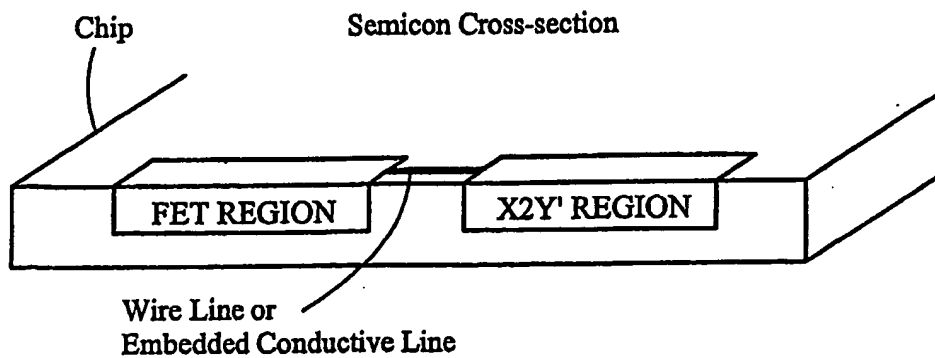 Chip
Semicon Cross-section
FET REGION
X2Y' REGION
Wire Line or
Embedded Conductive Line